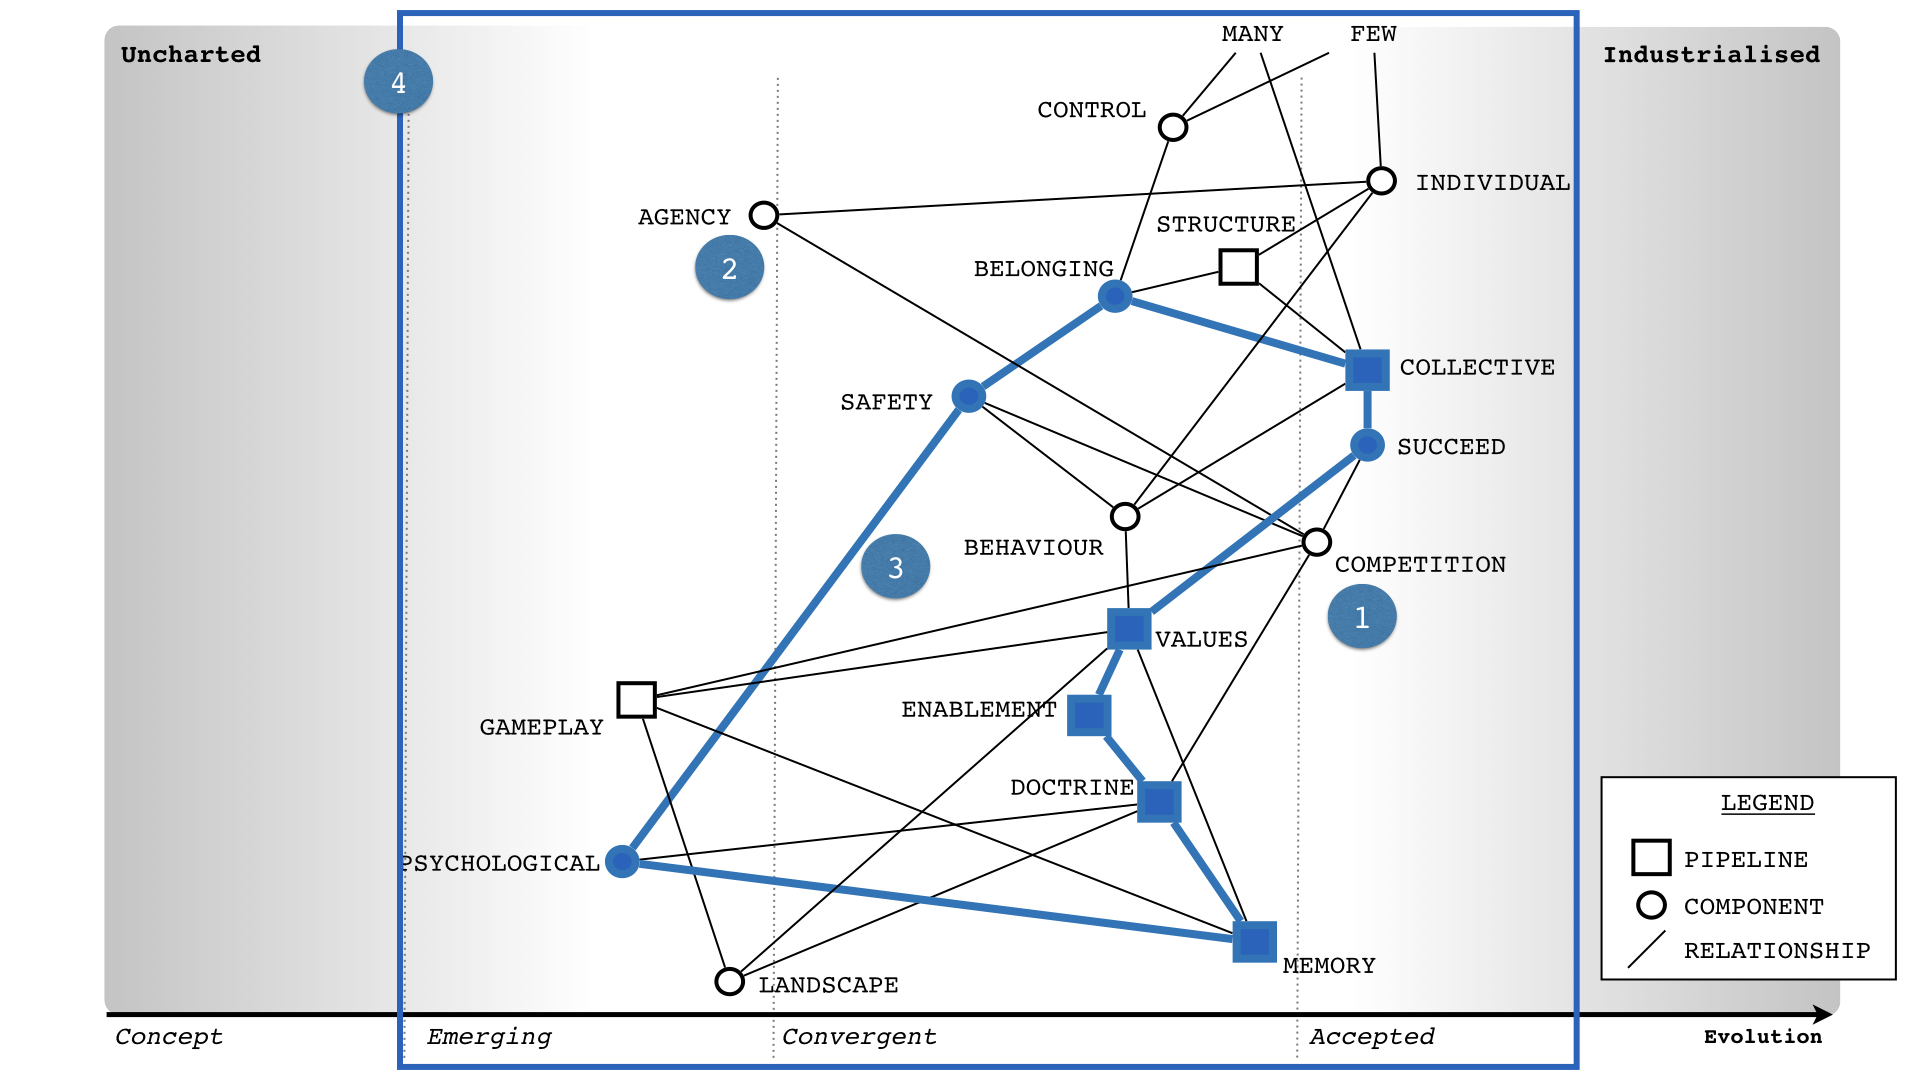 MANY FEW
Uncharted
Industrialised
4
CONTROL
INDIVIDUAL
AGENCY
STRUCTURE
2
BELONGING
COLLECTIVE
SAFETY
SUCCEED
BEHAVIOUR
3
COMPETITION
1
VALUES
ENABLEMENT
GAMEPLAY
DOCTRINE
PSYCHOLOGICAL
MEMORY
LANDSCAPE
LEGEND
PIPELINE
COMPONENT
RELATIONSHIP
Concept
Emerging
Convergent
Accepted
Evolution